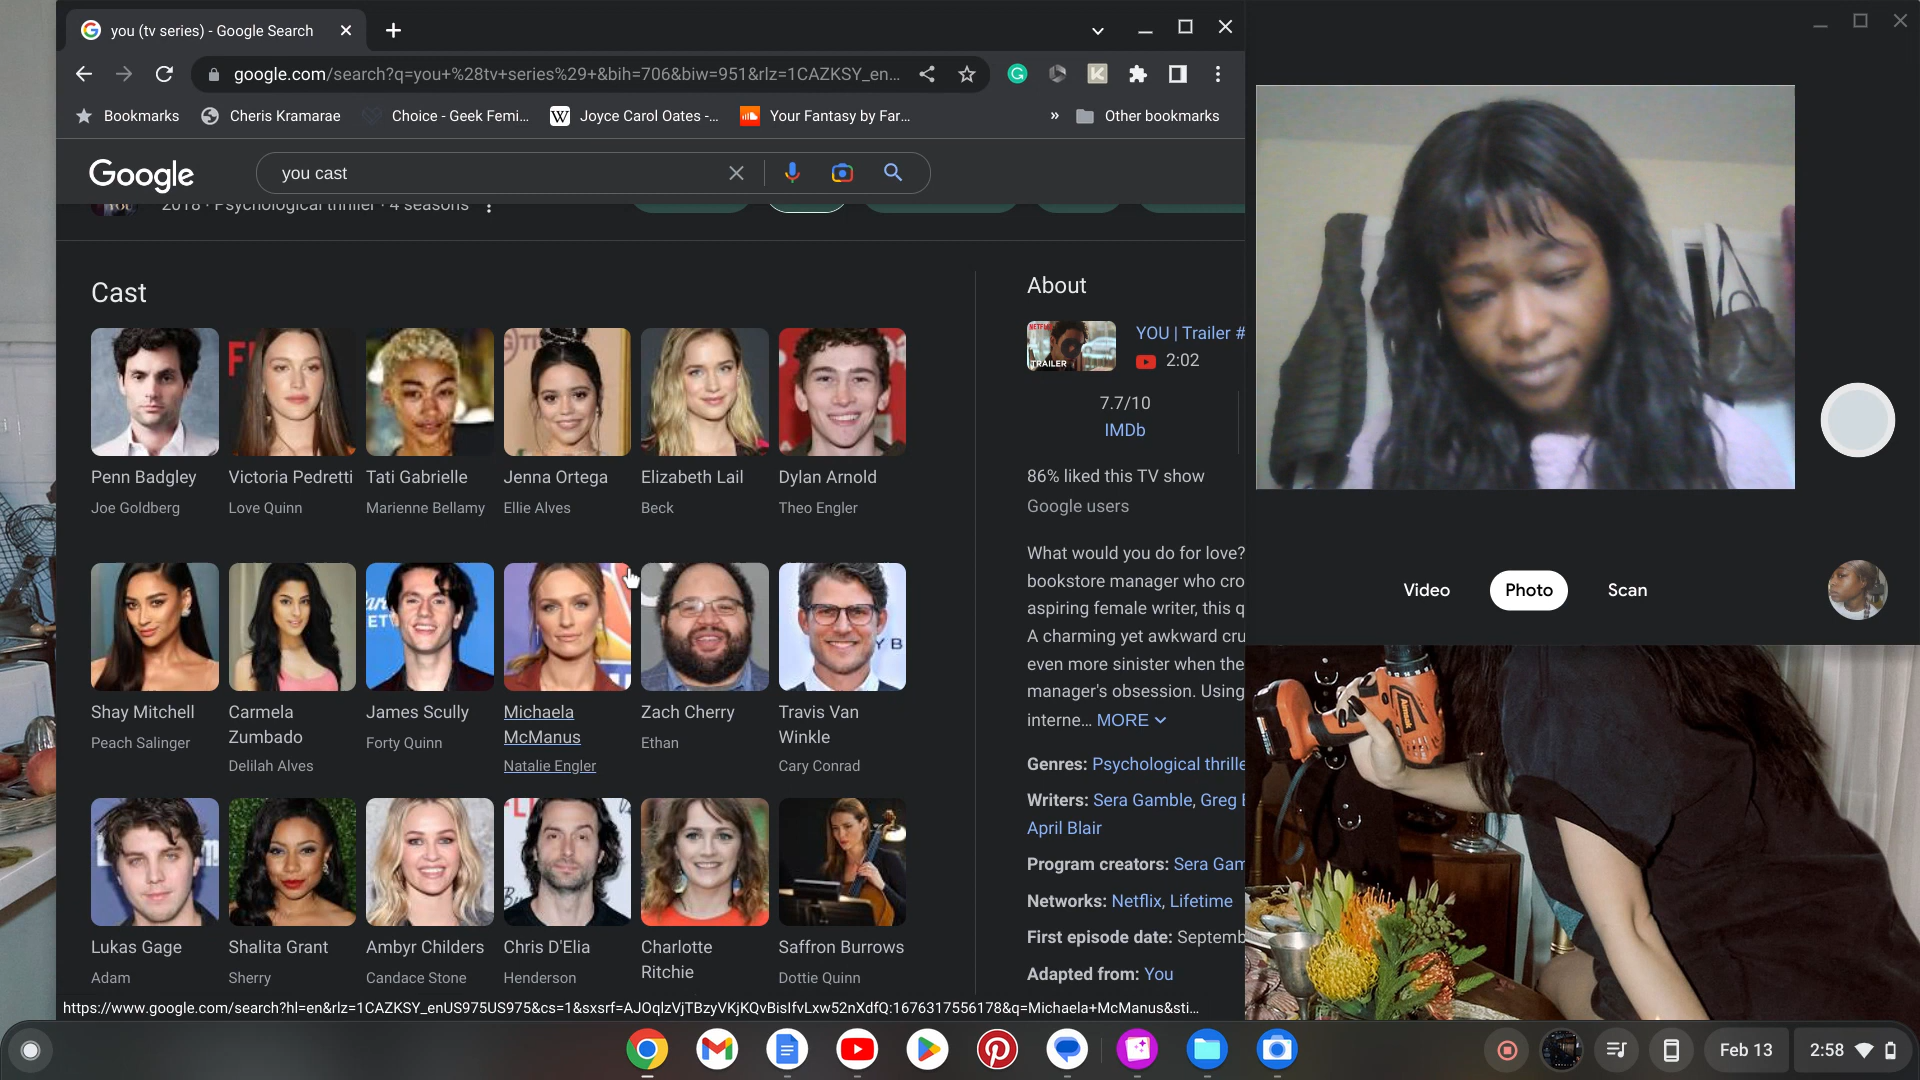 you (tv series) - Google Search
google.com/search?q=you+%28tv+series%29+&bih=706&biw=951&rlz=1CAZKSY_en...
Bookmarks
Cheris Kramarae
Choice - Geek Femi...
W
Joyce Carol Oates -...
Your Fantasy by Far...
»
Other bookmarks
Google
you cast
2018 · Psychological thriller · 4 seasons
Cast
Penn Badgley
Victoria Pedretti
Tati Gabrielle
Jenna Ortega
Elizabeth Lail
Dylan Arnold
Joe Goldberg
Love Quinn
Marienne Bellamy
Ellie Alves
Beck
Theo Engler
Shay Mitchell
Carmela
Zumbado
James Scully
Michaela
McManus
Zach Cherry
Travis Van
Winkle
Peach Salinger
Delilah Alves
Forty Quinn
Natalie Engler
Ethan
Cary Conrad
Lukas Gage
Shalita Grant
Ambyr Childers
Chris D'Elia
Charlotte
Ritchie
Saffron Burrows
Adam
Sherry
Candace Stone
Henderson
Dottie Quinn
About
NETFLIX
TRAILER
YOU | Trailer #
2:02
7.7/10
IMDb
86% liked this TV show
Google users
What would you do for love?
bookstore manager who cro
aspiring female writer, this q
A charming yet awkward cru
even more sinister when the
manager's obsession. Using
interne... MORE
Genres: Psychological thrille
Writers: Sera Gamble, Greg B
April Blair
Program creators: Sera Gam
Networks: Netflix, Lifetime
First episode date: Septemb
Adapted from: You
https://www.google.com/search?hl=en&rlz=1CAZKSY_enUS975US975&cs=1&sxsrf=AJOqlzVjTBzyVKjKQvBisIfvLxw52nXdfQ:1676317556178&q=Michaela+McManus&sti...
Video
Photo
Scan
Feb 13
2:58